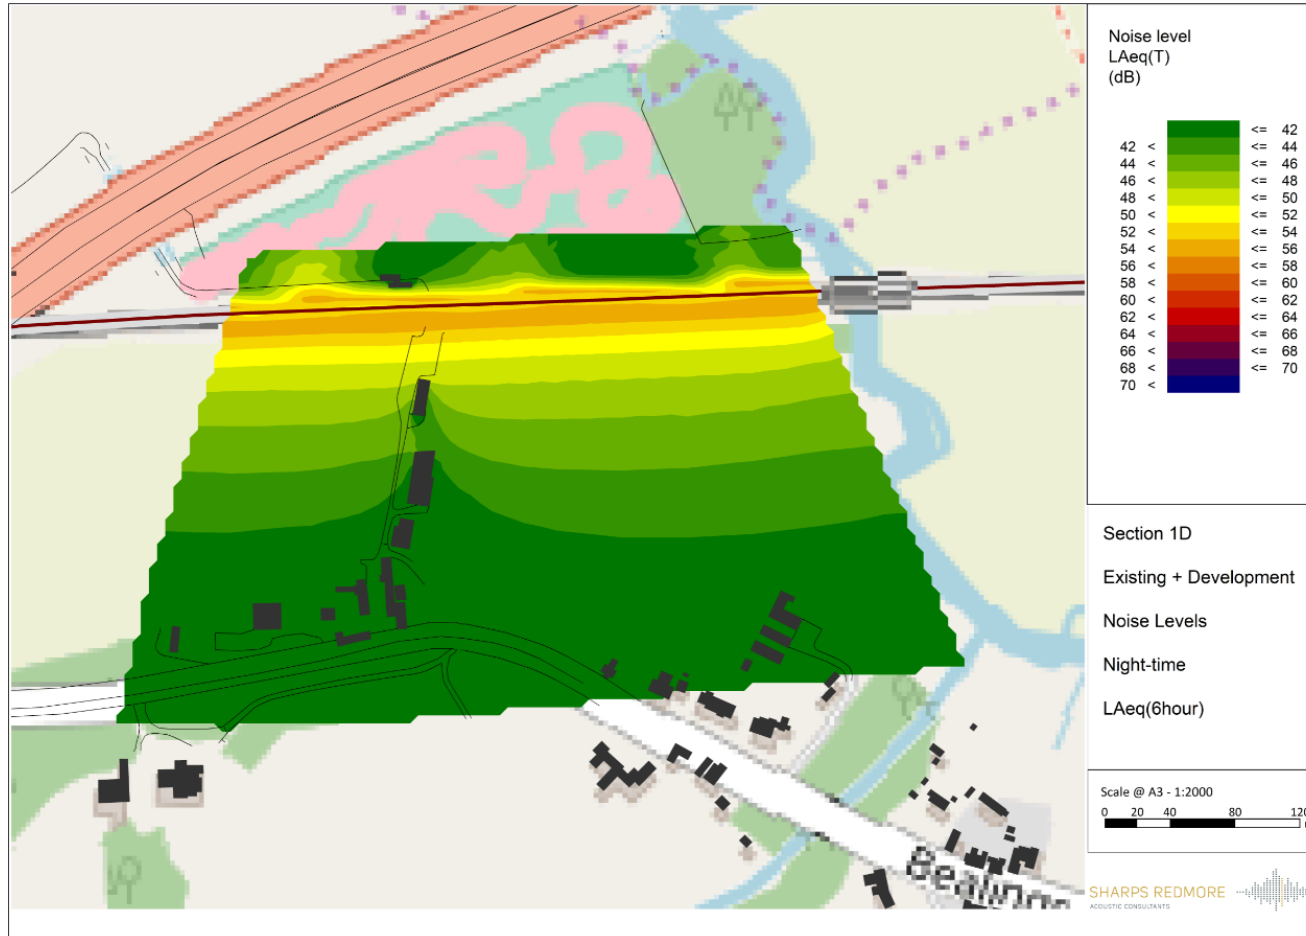 Noise level
LAeq(T)
(dB)
<= 42
42 < <= 44
44 < <= 46
46 < <= 48
48 < <= 50
50 < <= 52
52 < <= 54
54 < <= 56
56 < <= 58
58 < <= 60
60 < <= 62
62 < <= 64
64 < <= 66
66 < <= 68
68 < <= 70
70 <
Section 1D
Existing + Development
Noise Levels
Night-time
LAeq(6hour)
Scale @ A3 - 1:2000
0 20 40 80 120
SHARPS REDMORE
ACOUSTIC CONSULTANTS